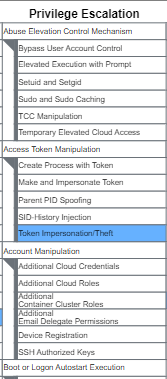 Privilege Escalation
Abuse Elevation Control Mechanism
Bypass User Account Control
Elevated Execution with Prompt
Setuid and Setgid
Sudo and Sudo Caching
TCC Manipulation
Temporary Elevated Cloud Access
Access Token Manipulation
Create Process with Token
Make and Impersonate Token
Parent PID Spoofing
SID-History Injection
Token Impersonation/Theft
Account Manipulation
Additional Cloud Credentials
Additional Cloud Roles
Additional
Container Cluster Roles
Additional
Email Delegate Permissions
Device Registration
SSH Authorized Keys
Boot or Logon Autostart Execution